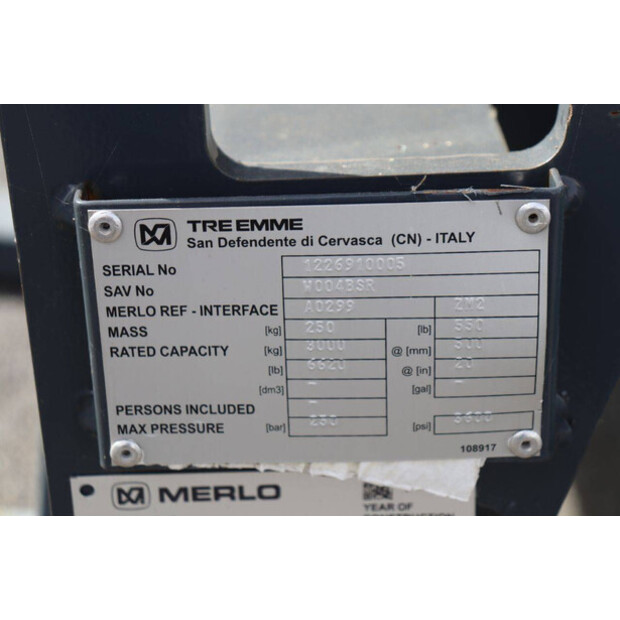 TREEMME
San Defendente di Cervasca (CN) - ITALY
SERIAL No 1226910005
SAV No W004BSR
MERLO REF - INTERFACE A0299 ZM2
MASS [kg] 250 [lb] 550
RATED CAPACITY [kg] 3000 @ [mm] 500
[lb] 6620 @ [in] 20
[dm3] - [gal] -
PERSONS INCLUDED -
MAX PRESSURE [bar] 250 [psi] 3600
108917
MERLO
YEAR OF
CONSTRUCTION